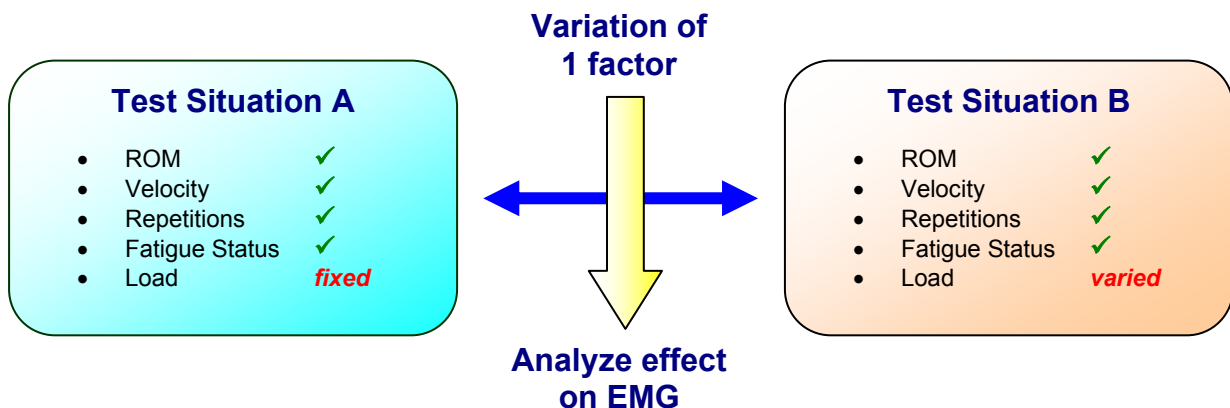 Variation of
1 factor
Test Situation A
• ROM ✓
• Velocity ✓
• Repetitions ✓
• Fatigue Status ✓
• Load fixed
Test Situation B
• ROM ✓
• Velocity ✓
• Repetitions ✓
• Fatigue Status ✓
• Load varied
Analyze effect
on EMG